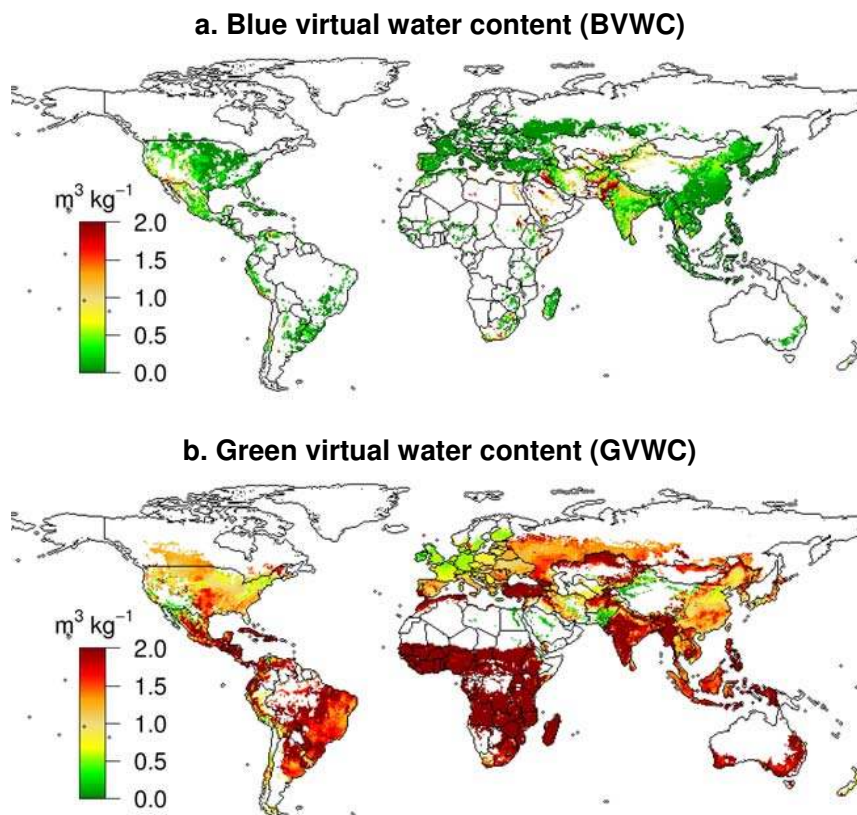 a. Blue virtual water content (BVWC)
m³ kg⁻¹
2.0
1.5
1.0
0.5
0.0
b. Green virtual water content (GVWC)
m³ kg⁻¹
2.0
1.5
1.0
0.5
0.0